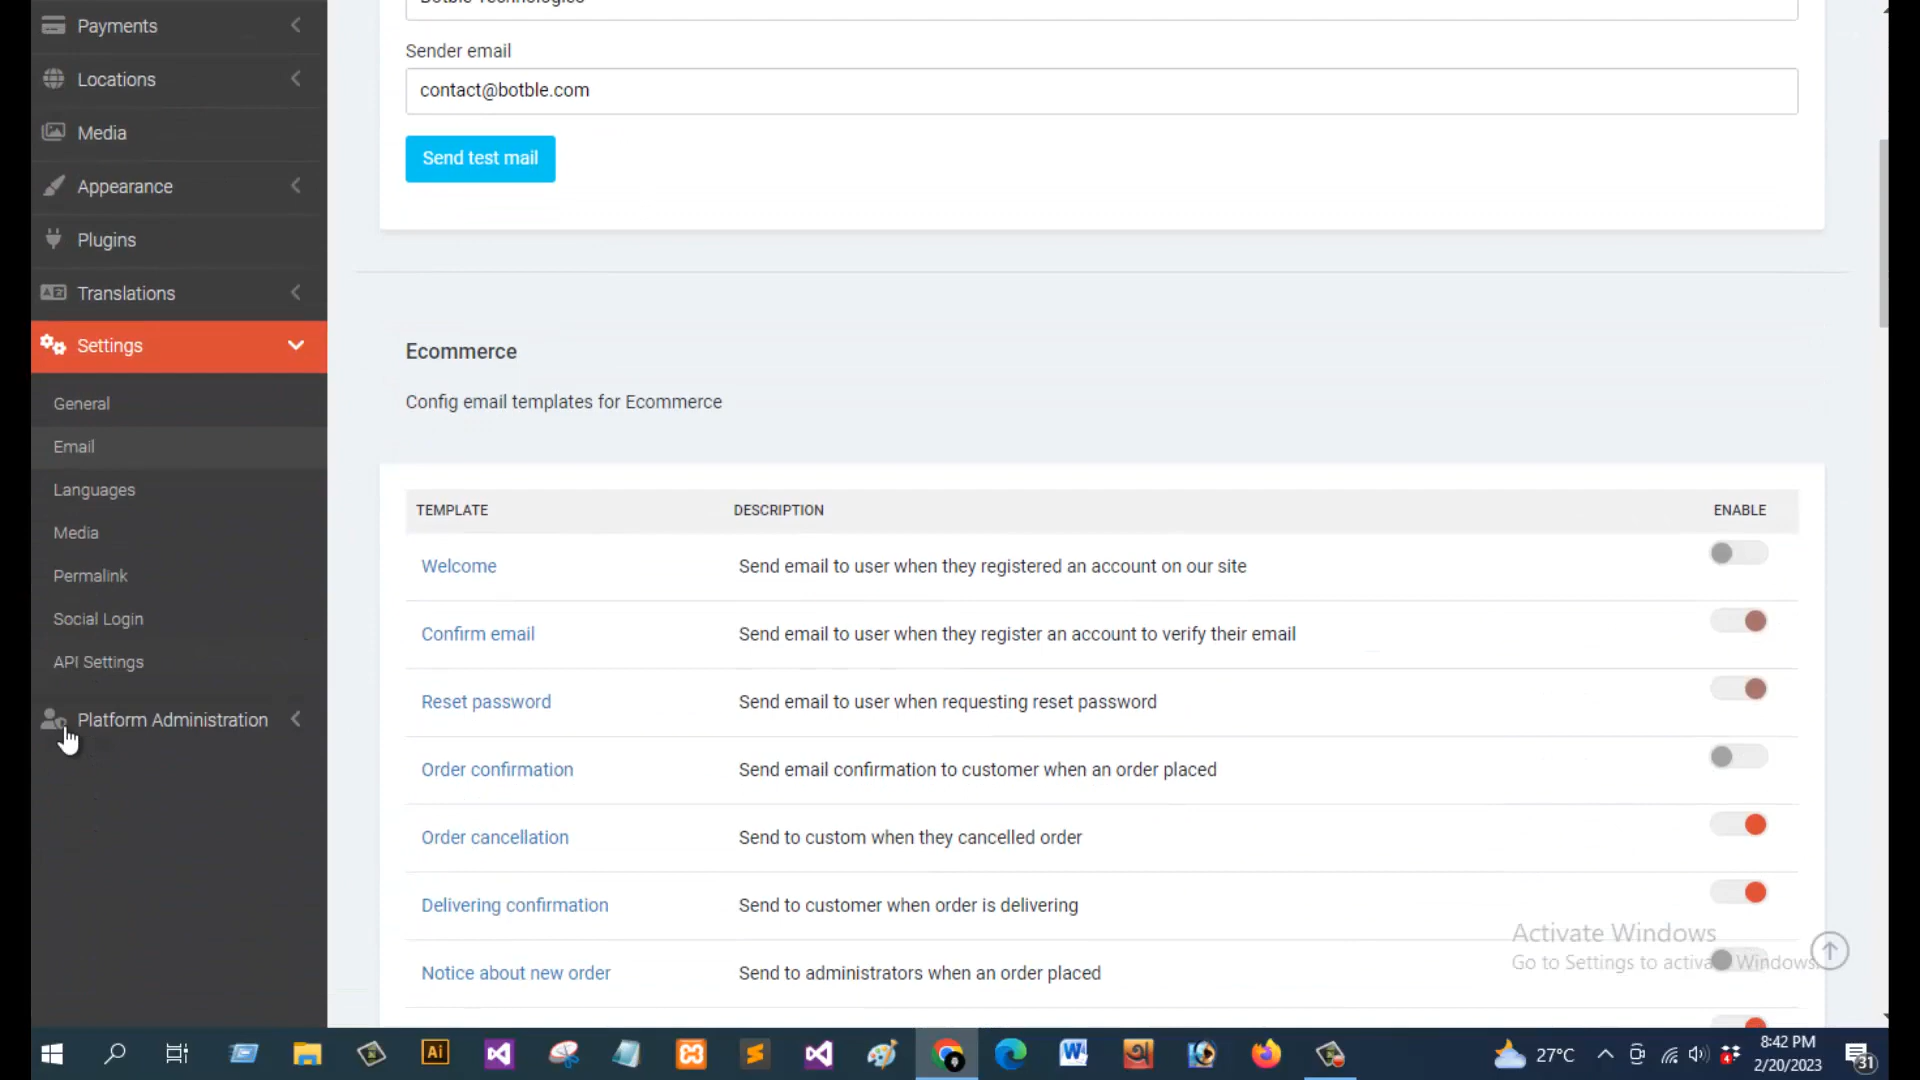 Payments
Locations
Media
Appearance
Plugins
Translations
Settings
General
Email
Languages
Media
Permalink
Social Login
API Settings
Platform Administration
Botble Technologies
Sender email
contact@botble.com
Send test mail
Ecommerce
Config email templates for Ecommerce
TEMPLATE DESCRIPTION ENABLE
Welcome Send email to user when they registered an account on our site
Confirm email Send email to user when they register an account to verify their email
Reset password Send email to user when requesting reset password
Order confirmation Send email confirmation to customer when an order placed
Order cancellation Send to custom when they cancelled order
Delivering confirmation Send to customer when order is delivering
Notice about new order Send to administrators when an order placed
Activate Windows
Go to Settings to activate Windows.
Ai
27°C
8:42 PM
2/20/2023
31